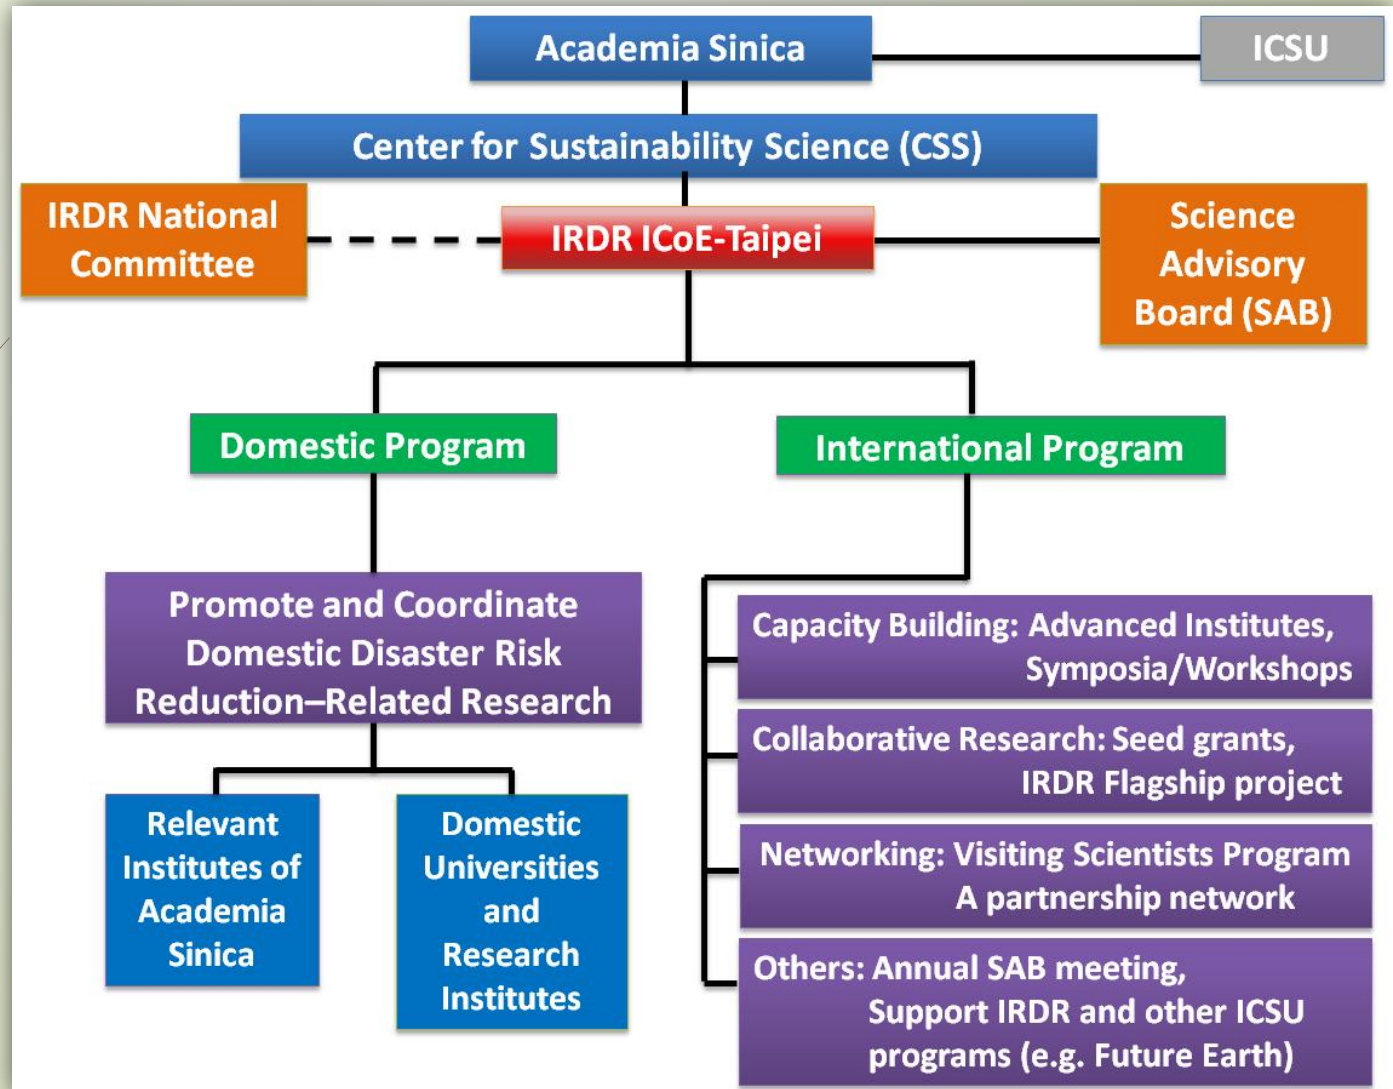 Academia Sinica
ICSU
Center for Sustainability Science (CSS)
IRDR National
Committee
IRDR ICoE-Taipei
Science
Advisory
Board (SAB)
Domestic Program
International Program
Promote and Coordinate
Domestic Disaster Risk
Reduction–Related Research
Relevant
Institutes of
Academia
Sinica
Domestic
Universities
and
Research
Institutes
Capacity Building: Advanced Institutes,
Symposia/Workshops
Collaborative Research: Seed grants,
IRDR Flagship project
Networking: Visiting Scientists Program
A partnership network
Others: Annual SAB meeting,
Support IRDR and other ICSU
programs (e.g. Future Earth)